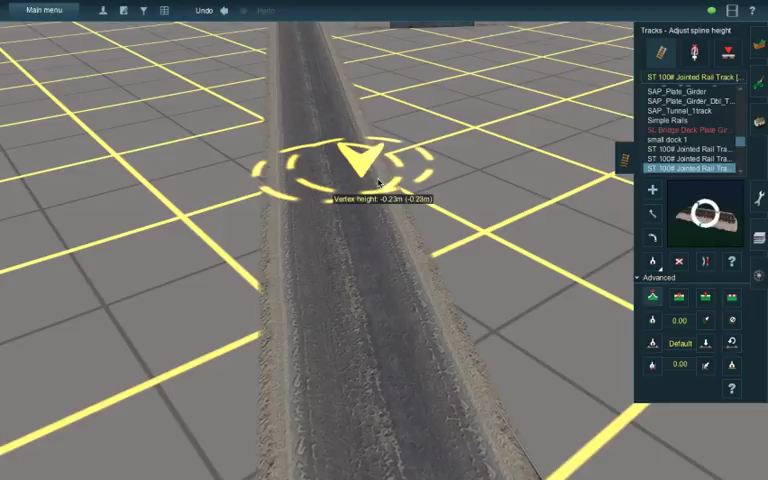 Main menu
Undo
Redo
?
Tracks - Adjust spline height
ST 100# Jointed Rail Track [...
SAP_Plate_Girder
SAP_Plate_Girder_Dbl_T...
SAP_Tunnel_1track
Simple Rails
SL Bridge Deck Plate Gir...
small dock 1
ST 100# Jointed Rail Tra...
ST 100# Jointed Rail Tra...
ST 100# Jointed Rail Tra...
Vertex height: -0.23m (-0.23m)
?
Advanced
0.00
Default
0.00
?